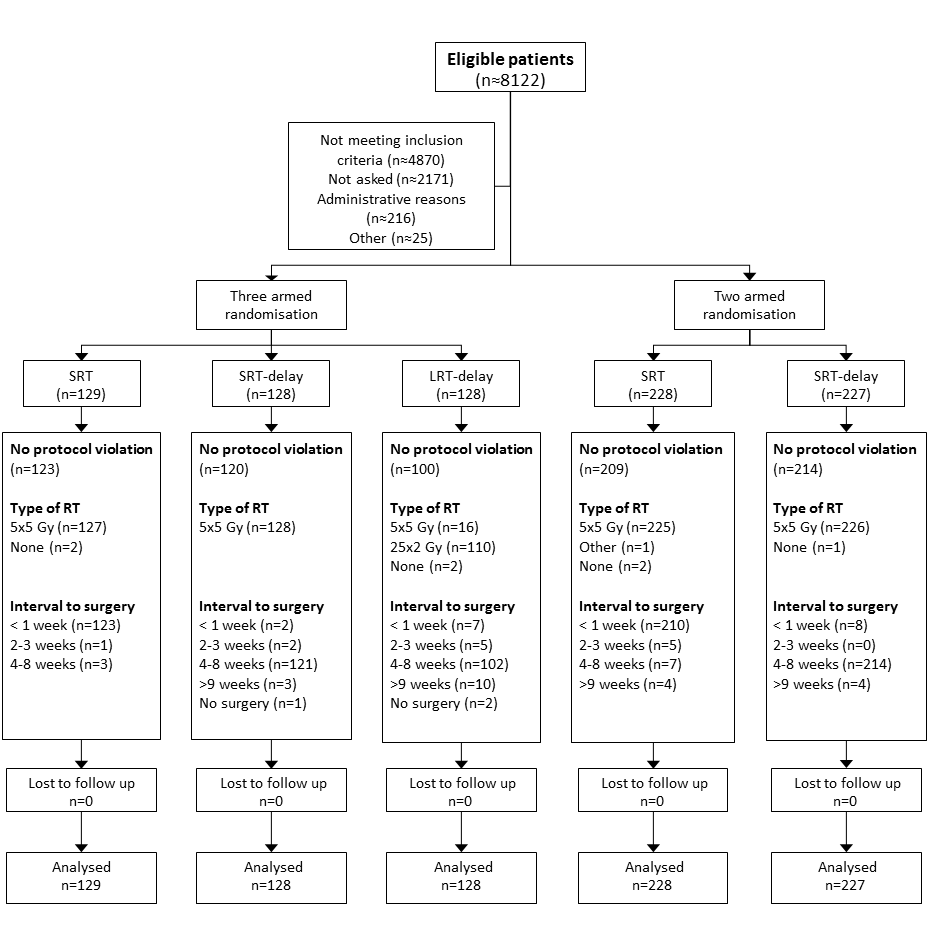 Eligible patients
(n≈8122)
Not meeting inclusion
criteria (n≈4870)
Not asked (n≈2171)
Administrative reasons
(n≈216)
Other (n≈25)
Three armed
randomisation
Two armed
randomisation
SRT
(n=129)
SRT-delay
(n=128)
LRT-delay
(n=128)
SRT
(n=228)
SRT-delay
(n=227)
No protocol violation
(n=123)
Type of RT
5x5 Gy (n=127)
None (n=2)
Interval to surgery
< 1 week (n=123)
2-3 weeks (n=1)
4-8 weeks (n=3)
No protocol violation
(n=120)
Type of RT
5x5 Gy (n=128)
Interval to surgery
< 1 week (n=2)
2-3 weeks (n=2)
4-8 weeks (n=121)
>9 weeks (n=3)
No surgery (n=1)
No protocol violation
(n=100)
Type of RT
5x5 Gy (n=16)
25x2 Gy (n=110)
None (n=2)
Interval to surgery
< 1 week (n=7)
2-3 weeks (n=5)
4-8 weeks (n=102)
>9 weeks (n=10)
No surgery (n=2)
No protocol violation
(n=209)
Type of RT
5x5 Gy (n=225)
Other (n=1)
None (n=2)
Interval to surgery
< 1 week (n=210)
2-3 weeks (n=5)
4-8 weeks (n=7)
>9 weeks (n=4)
No protocol violation
(n=214)
Type of RT
5x5 Gy (n=226)
None (n=1)
Interval to surgery
< 1 week (n=8)
2-3 weeks (n=0)
4-8 weeks (n=214)
>9 weeks (n=4)
Lost to follow up
n=0
Lost to follow up
n=0
Lost to follow up
n=0
Lost to follow up
n=0
Lost to follow up
n=0
Analysed
n=129
Analysed
n=128
Analysed
n=128
Analysed
n=228
Analysed
n=227